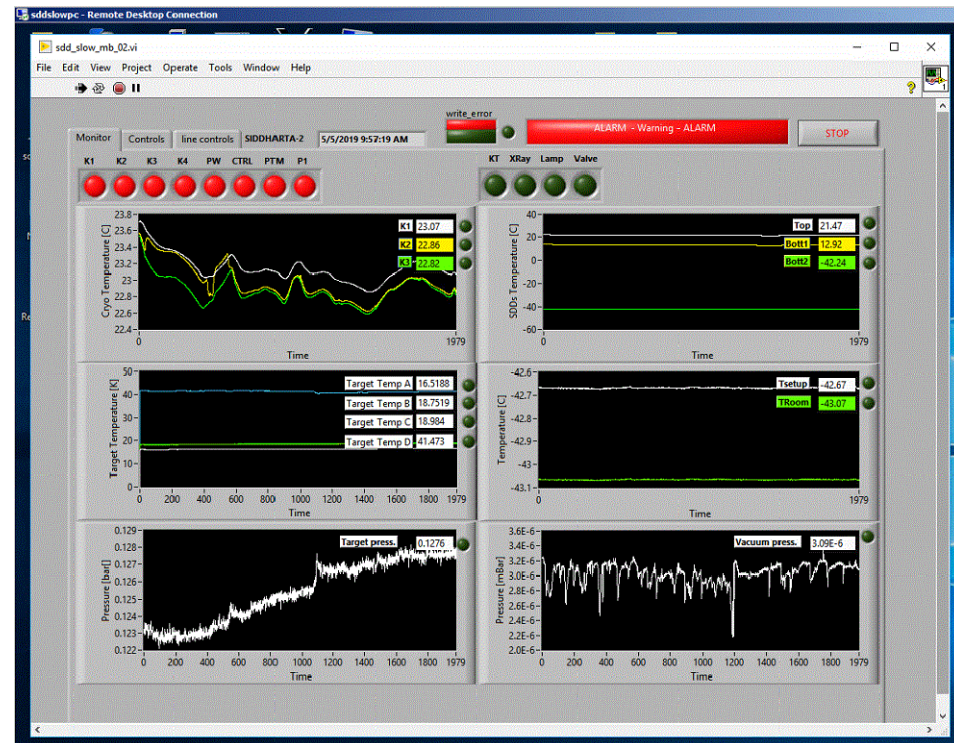 sddslowpc - Remote Desktop Connection
sdd_slow_mb_02.vi
File Edit View Project Operate Tools Window Help
write_error
ALARM - Warning - ALARM
STOP
Monitor Controls line controls SIDDHARTA-2 5/5/2019 9:57:19 AM
K1 K2 K3 K4 PW CTRL PTM P1
KT XRay Lamp Valve
Cryo Temperature [C]
23.8
23.6
23.4
23.2
23
22.8
22.6
22.4
K1 23.07
K2 22.86
K3 22.82
0 1979
Time
SDDs Temperature [C]
40
20
0
-20
-40
-60
Top 21.47
Bott1 12.92
Bott2 -42.24
0 1979
Time
Target Temperature [K]
50
40
30
20
10
0
Target Temp A 16.5188
Target Temp B 18.7519
Target Temp C 18.984
Target Temp D 41.473
0 200 400 600 800 1000 1200 1400 1600 1800 1979
Time
Temperature [C]
-42.6
-42.7
-42.8
-42.9
-43
-43.1
Tsetup -42.67
TRoom -43.07
0 1979
Time
Pressure [bar]
0.129
0.128
0.127
0.126
0.125
0.124
0.123
0.122
Target press. 0.1276
0 200 400 600 800 1000 1200 1400 1600 1800 1979
Time
Pressure [mBar]
3.6E-6
3.4E-6
3.2E-6
3.0E-6
2.8E-6
2.6E-6
2.4E-6
2.2E-6
2.0E-6
Vacuum press. 3.09E-6
0 200 400 600 800 1000 1200 1400 1600 1800 1979
Time